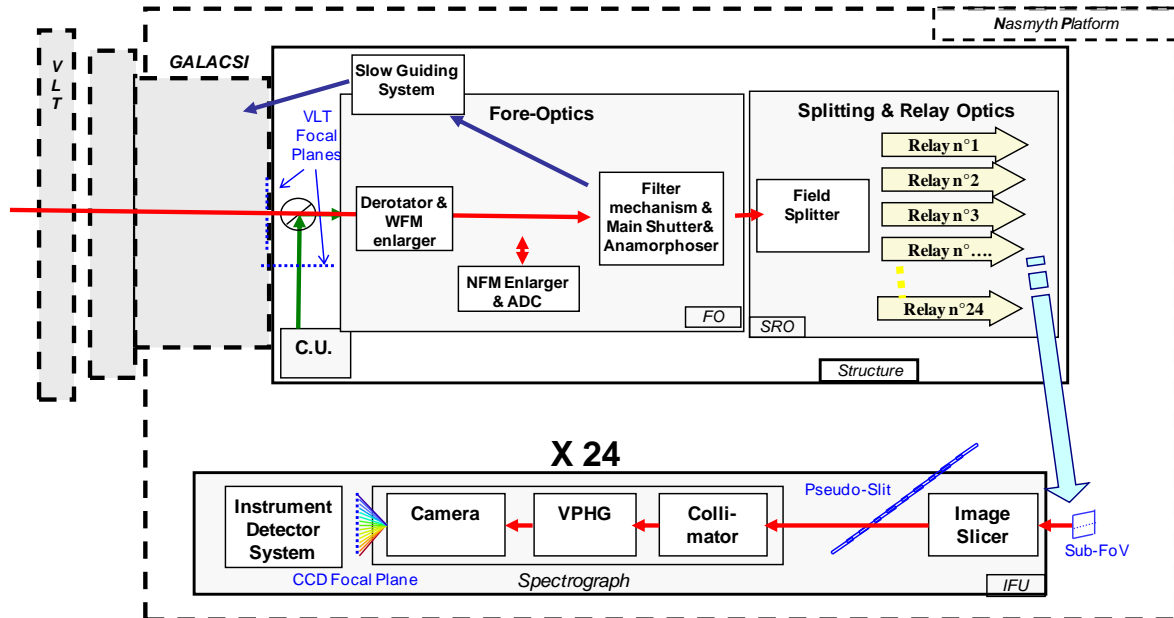 Nasmyth Platform
V
L
T
GALACSI
Slow Guiding
System
VLT
Focal
Planes
Fore-Optics
Splitting & Relay Optics
Relay n°1
Relay n°2
Relay n°3
Relay n°….
Relay n°24
Derotator &
WFM
enlarger
Filter
mechanism &
Main Shutter&
Anamorphoser
Field
Splitter
NFM Enlarger
& ADC
FO
SRO
C.U.
Structure
X 24
Instrument
Detector
System
Camera
VPHG
Colli-
mator
Pseudo-Slit
Image
Slicer
Sub-FoV
CCD Focal Plane
Spectrograph
IFU